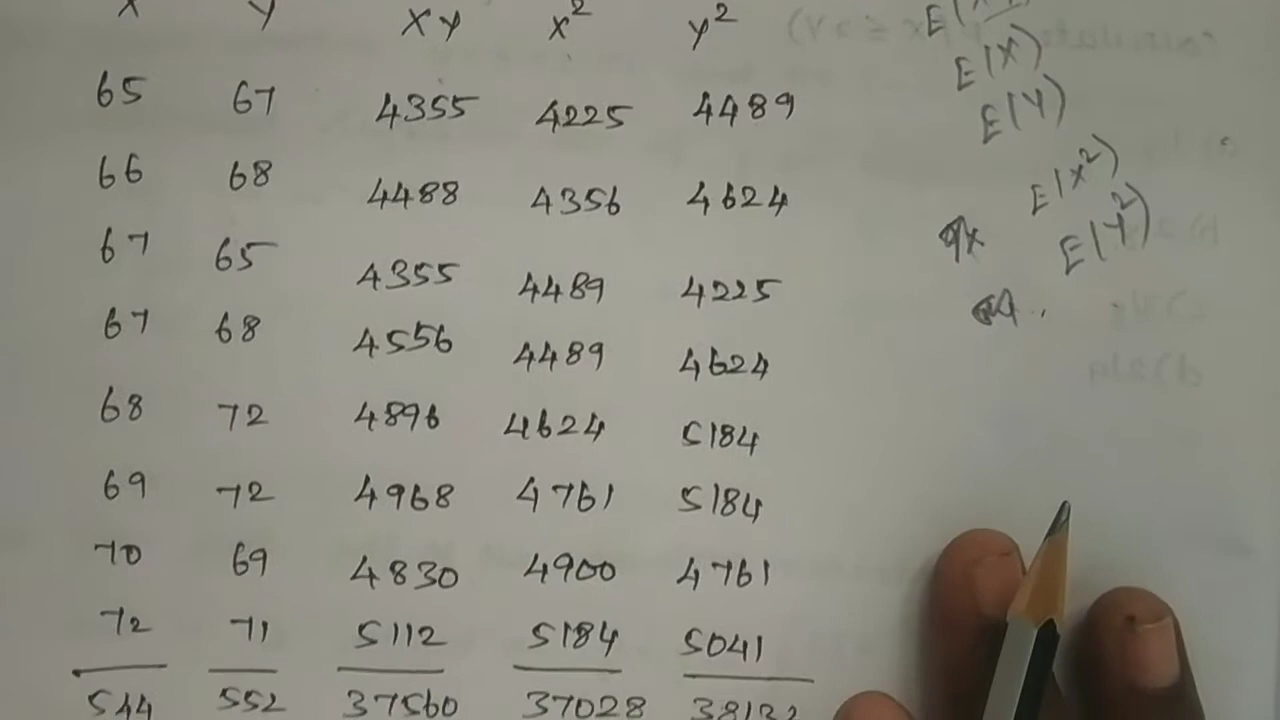 X Y XY X² Y²
65 67 4355 4225 4489
66 68 4488 4356 4624
67 65 4355 4489 4225
67 68 4556 4489 4624
68 72 4896 4624 5184
69 72 4968 4761 5184
70 69 4830 4900 4761
72 71 5112 5184 5041
544 552 37560 37028 38132
E(X)
E(Y)
E(X²)
E(Y²)